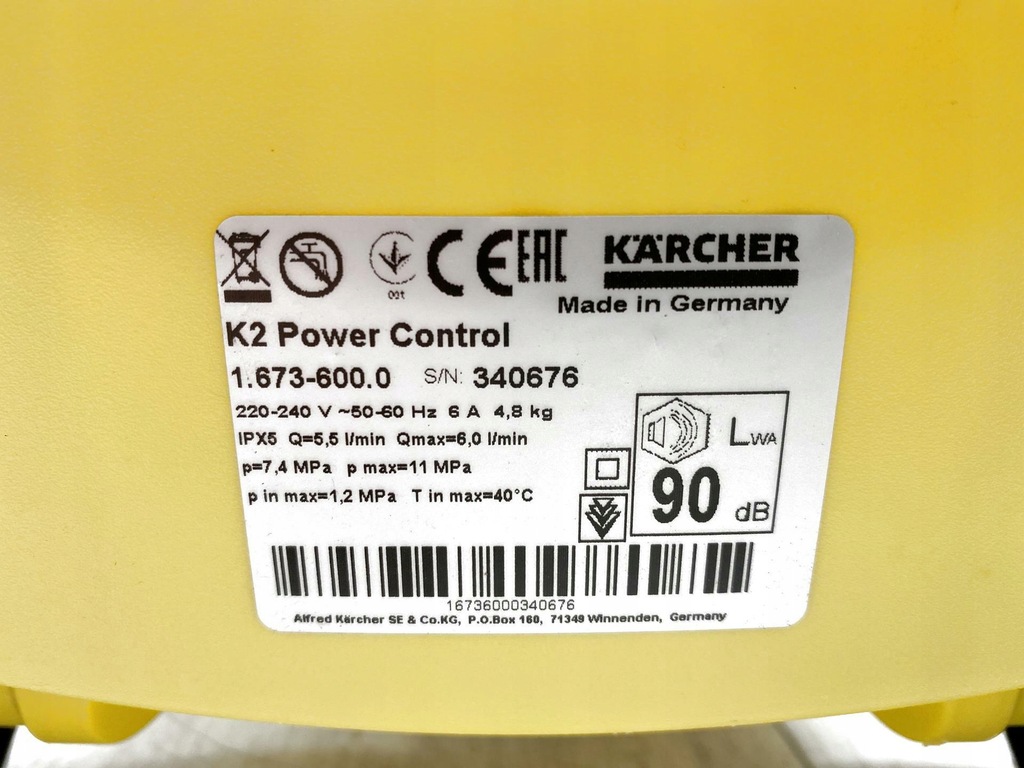 CE EAC KÄRCHER
Made in Germany
K2 Power Control
1.673-600.0 S/N: 340676
220-240 V ~50-60 Hz 6 A 4,8 kg
IPX5 Q=5,5 l/min Qmax=6,0 l/min
p=7,4 MPa p max=11 MPa
p in max=1,2 MPa T in max=40°C
LWA
90 dB
16736000340676
Alfred Kärcher SE & Co.KG, P.O.Box 160, 71349 Winnenden, Germany